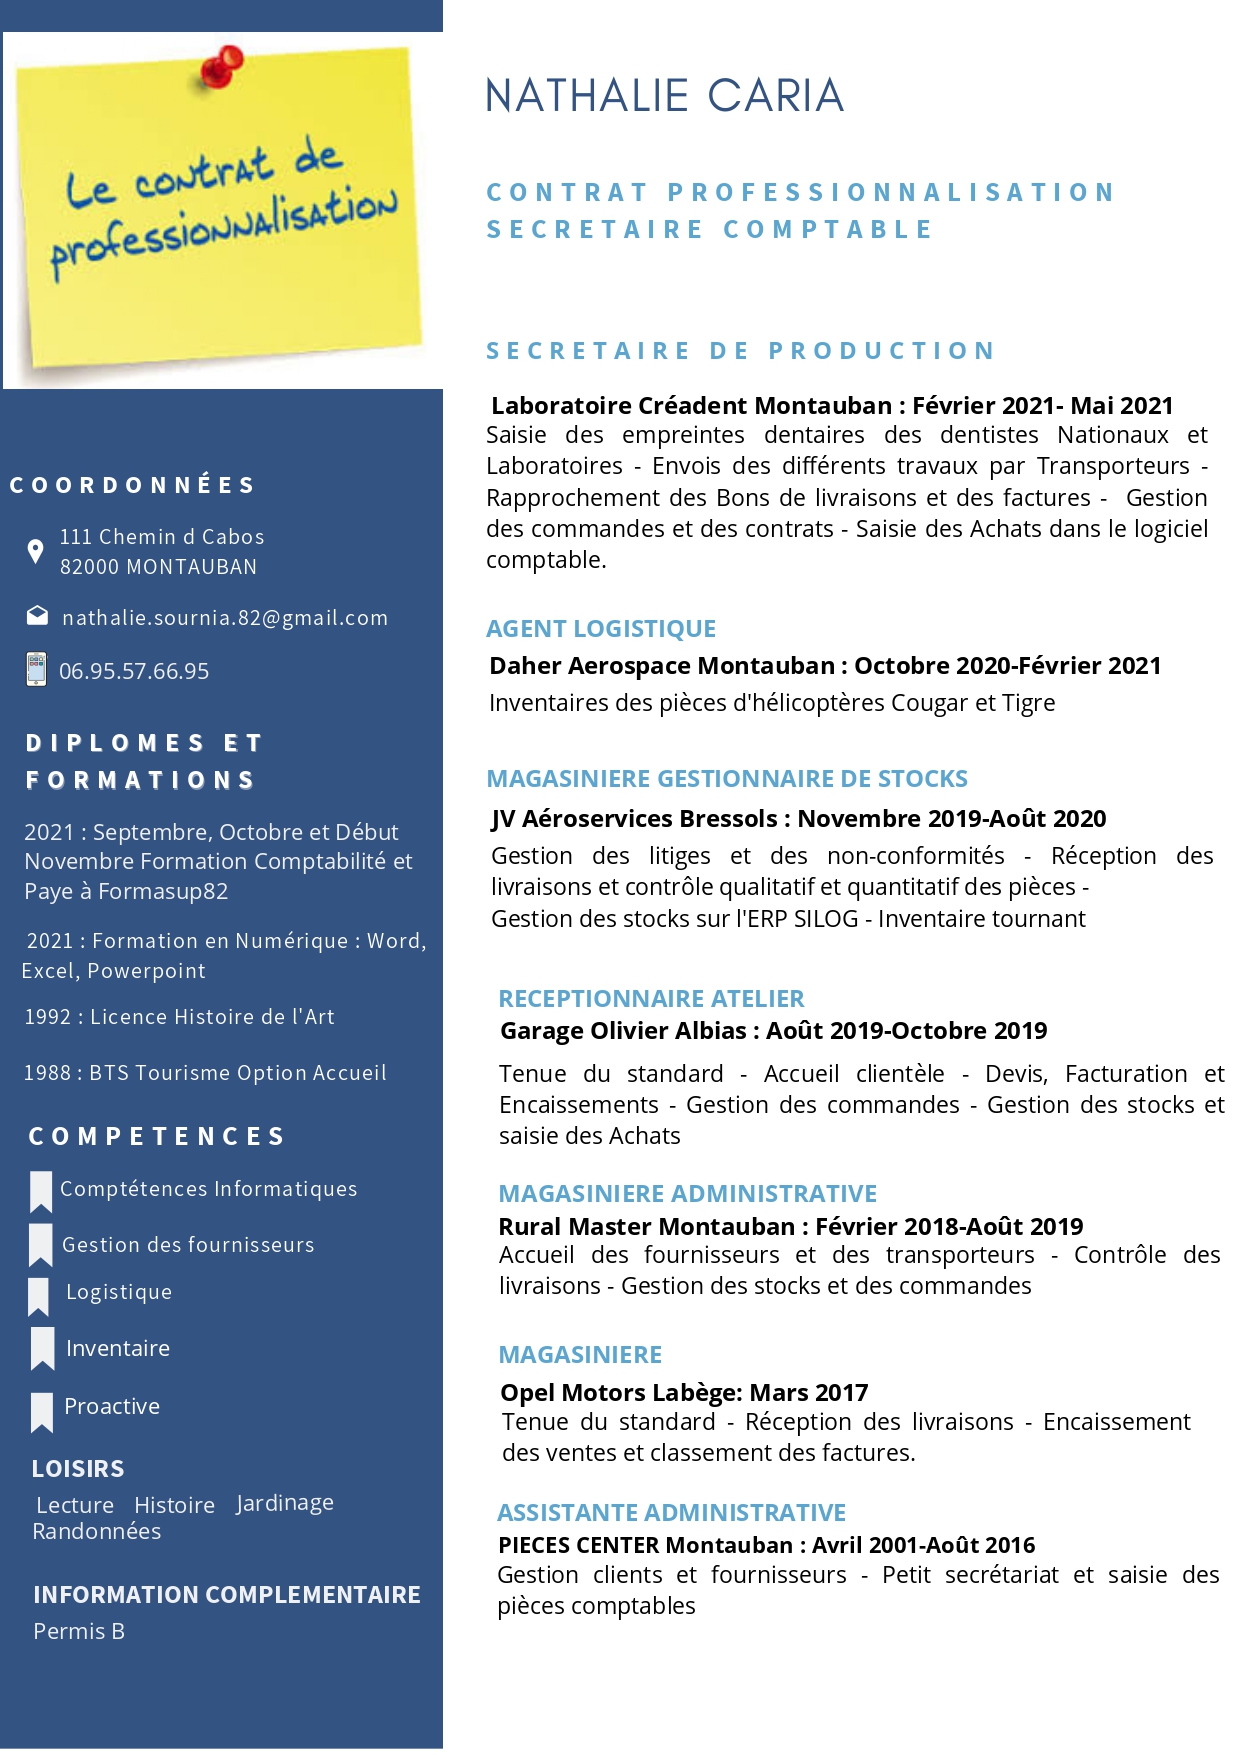 Le contrat de
professionnalisation
COORDONNÉES
111 Chemin d Cabos
82000 MONTAUBAN
nathalie.sournia.82@gmail.com
06.95.57.66.95
DIPLOMES ET
FORMATIONS
2021 : Septembre, Octobre et Début
Novembre Formation Comptabilité et
Paye à Formasup82
2021 : Formation en Numérique : Word,
Excel, Powerpoint
1992 : Licence Histoire de l'Art
1988 : BTS Tourisme Option Accueil
COMPETENCES
Comptétences Informatiques
Gestion des fournisseurs
Logistique
Inventaire
Proactive
LOISIRS
Lecture Histoire Jardinage
Randonnées
INFORMATION COMPLEMENTAIRE
Permis B
NATHALIE CARIA
CONTRAT PROFESSIONNALISATION
SECRETAIRE COMPTABLE
SECRETAIRE DE PRODUCTION
Laboratoire Créadent Montauban : Février 2021- Mai 2021
Saisie des empreintes dentaires des dentistes Nationaux et
Laboratoires - Envois des différents travaux par Transporteurs -
Rapprochement des Bons de livraisons et des factures - Gestion
des commandes et des contrats - Saisie des Achats dans le logiciel
comptable.
AGENT LOGISTIQUE
Daher Aerospace Montauban : Octobre 2020-Février 2021
Inventaires des pièces d'hélicoptères Cougar et Tigre
MAGASINIERE GESTIONNAIRE DE STOCKS
JV Aéroservices Bressols : Novembre 2019-Août 2020
Gestion des litiges et des non-conformités - Réception des
livraisons et contrôle qualitatif et quantitatif des pièces -
Gestion des stocks sur l'ERP SILOG - Inventaire tournant
RECEPTIONNAIRE ATELIER
Garage Olivier Albias : Août 2019-Octobre 2019
Tenue du standard - Accueil clientèle - Devis, Facturation et
Encaissements - Gestion des commandes - Gestion des stocks et
saisie des Achats
MAGASINIERE ADMINISTRATIVE
Rural Master Montauban : Février 2018-Août 2019
Accueil des fournisseurs et des transporteurs - Contrôle des
livraisons - Gestion des stocks et des commandes
MAGASINIERE
Opel Motors Labège: Mars 2017
Tenue du standard - Réception des livraisons - Encaissement
des ventes et classement des factures.
ASSISTANTE ADMINISTRATIVE
PIECES CENTER Montauban : Avril 2001-Août 2016
Gestion clients et fournisseurs - Petit secrétariat et saisie des
pièces comptables